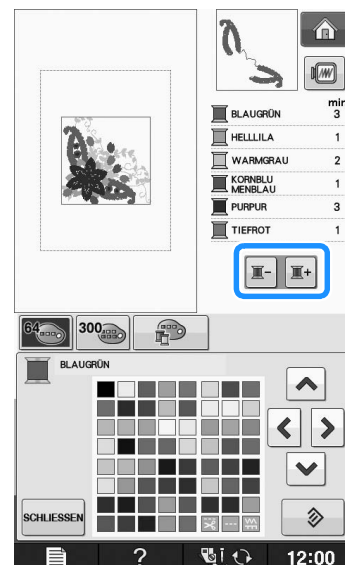 min
BLAUGRÜN 3
HELLLILA 1
WARMGRAU 2
KORNBLU
MENBLAU 1
PURPUR 3
TIEFROT 1
64
300
BLAUGRÜN
SCHLIESSEN
?
12:00